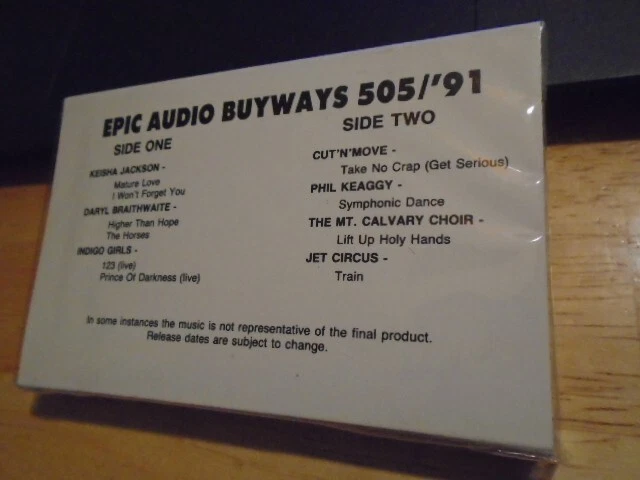 EPIC AUDIO BUYWAYS 505/'91
SIDE ONE
KEISHA JACKSON -
Mature Love
I Won't Forget You
DARYL BRAITHWAITE -
Higher Than Hope
The Horses
INDIGO GIRLS -
123 (live)
Prince Of Darkness (live)
SIDE TWO
CUT'N'MOVE -
Take No Crap (Get Serious)
PHIL KEAGGY -
Symphonic Dance
THE MT. CALVARY CHOIR -
Lift Up Holy Hands
JET CIRCUS -
Train
In some instances the music is not representative of the final product.
Release dates are subject to change.